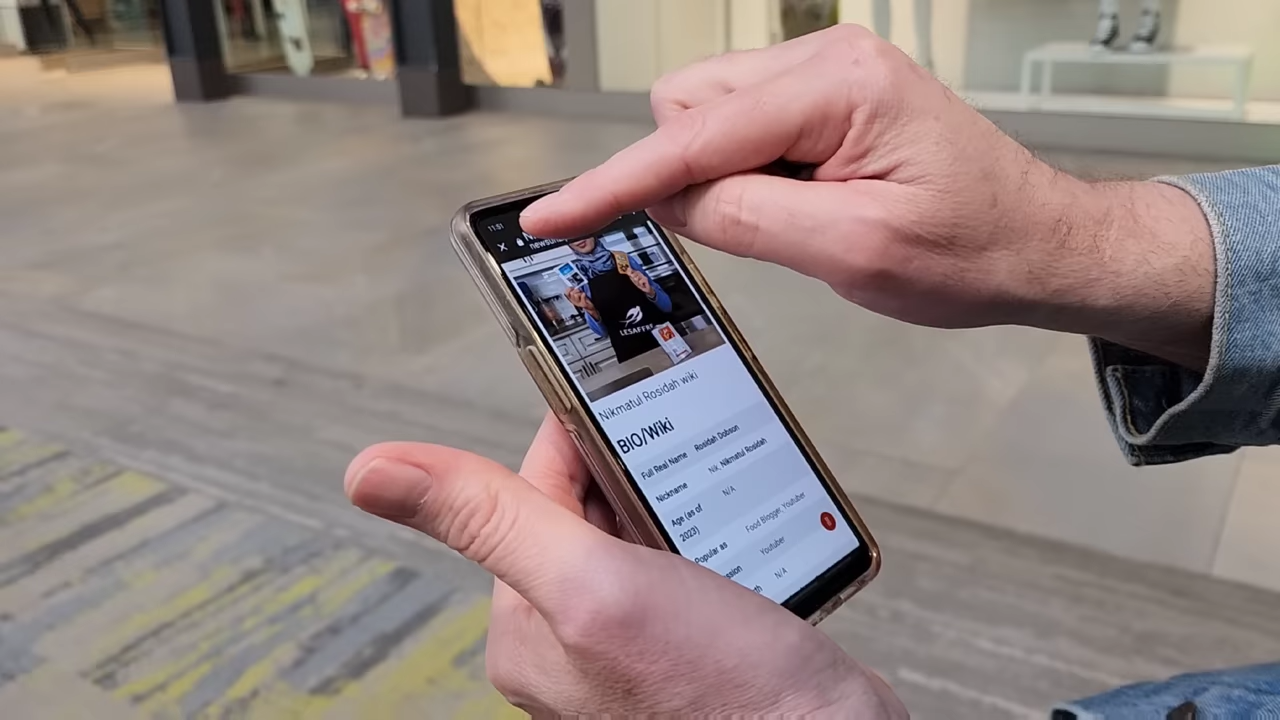 11:51
LESAFFRE
Nikmatul Rosidah wiki
BIO/Wiki
Full Real Name Rosidah Dobson
Nickname Nik, Nikmatul Rosidah
Age (as of
2023) N/A
Popular as Food Blogger, Youtuber
Youtuber
N/A